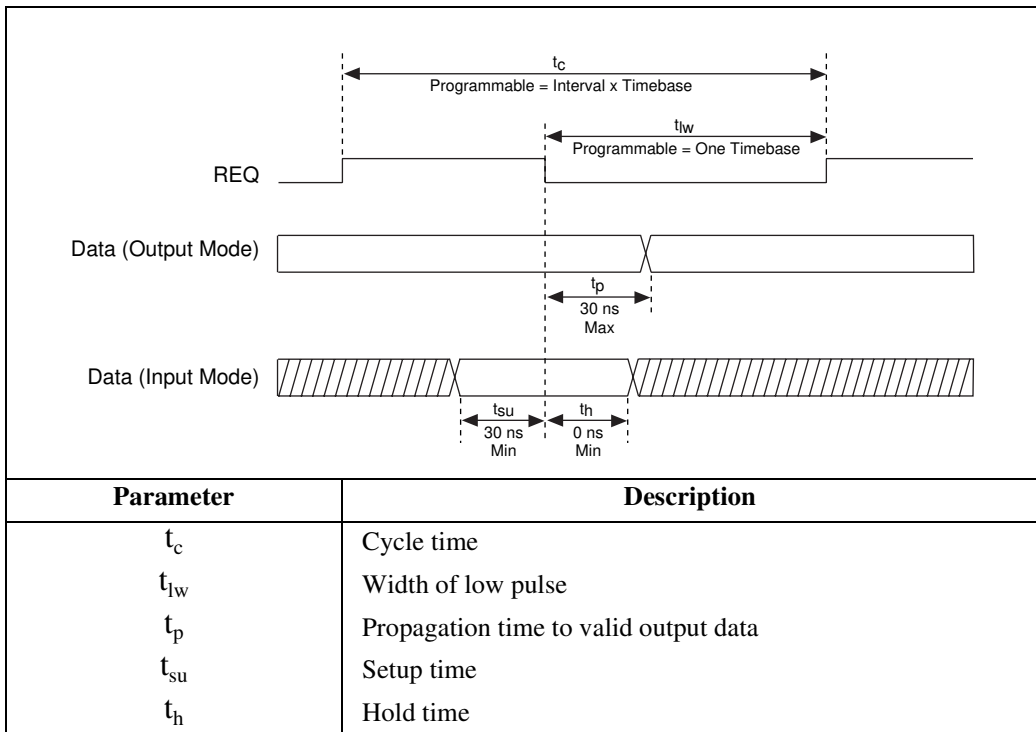 tc
Programmable = Interval x Timebase
tlw
Programmable = One Timebase
REQ
Data (Output Mode)
tp
30 ns
Max
Data (Input Mode)
tsu th
30 ns 0 ns
Min Min
Parameter Description
tc Cycle time
tlw Width of low pulse
tp Propagation time to valid output data
tsu Setup time
th Hold time